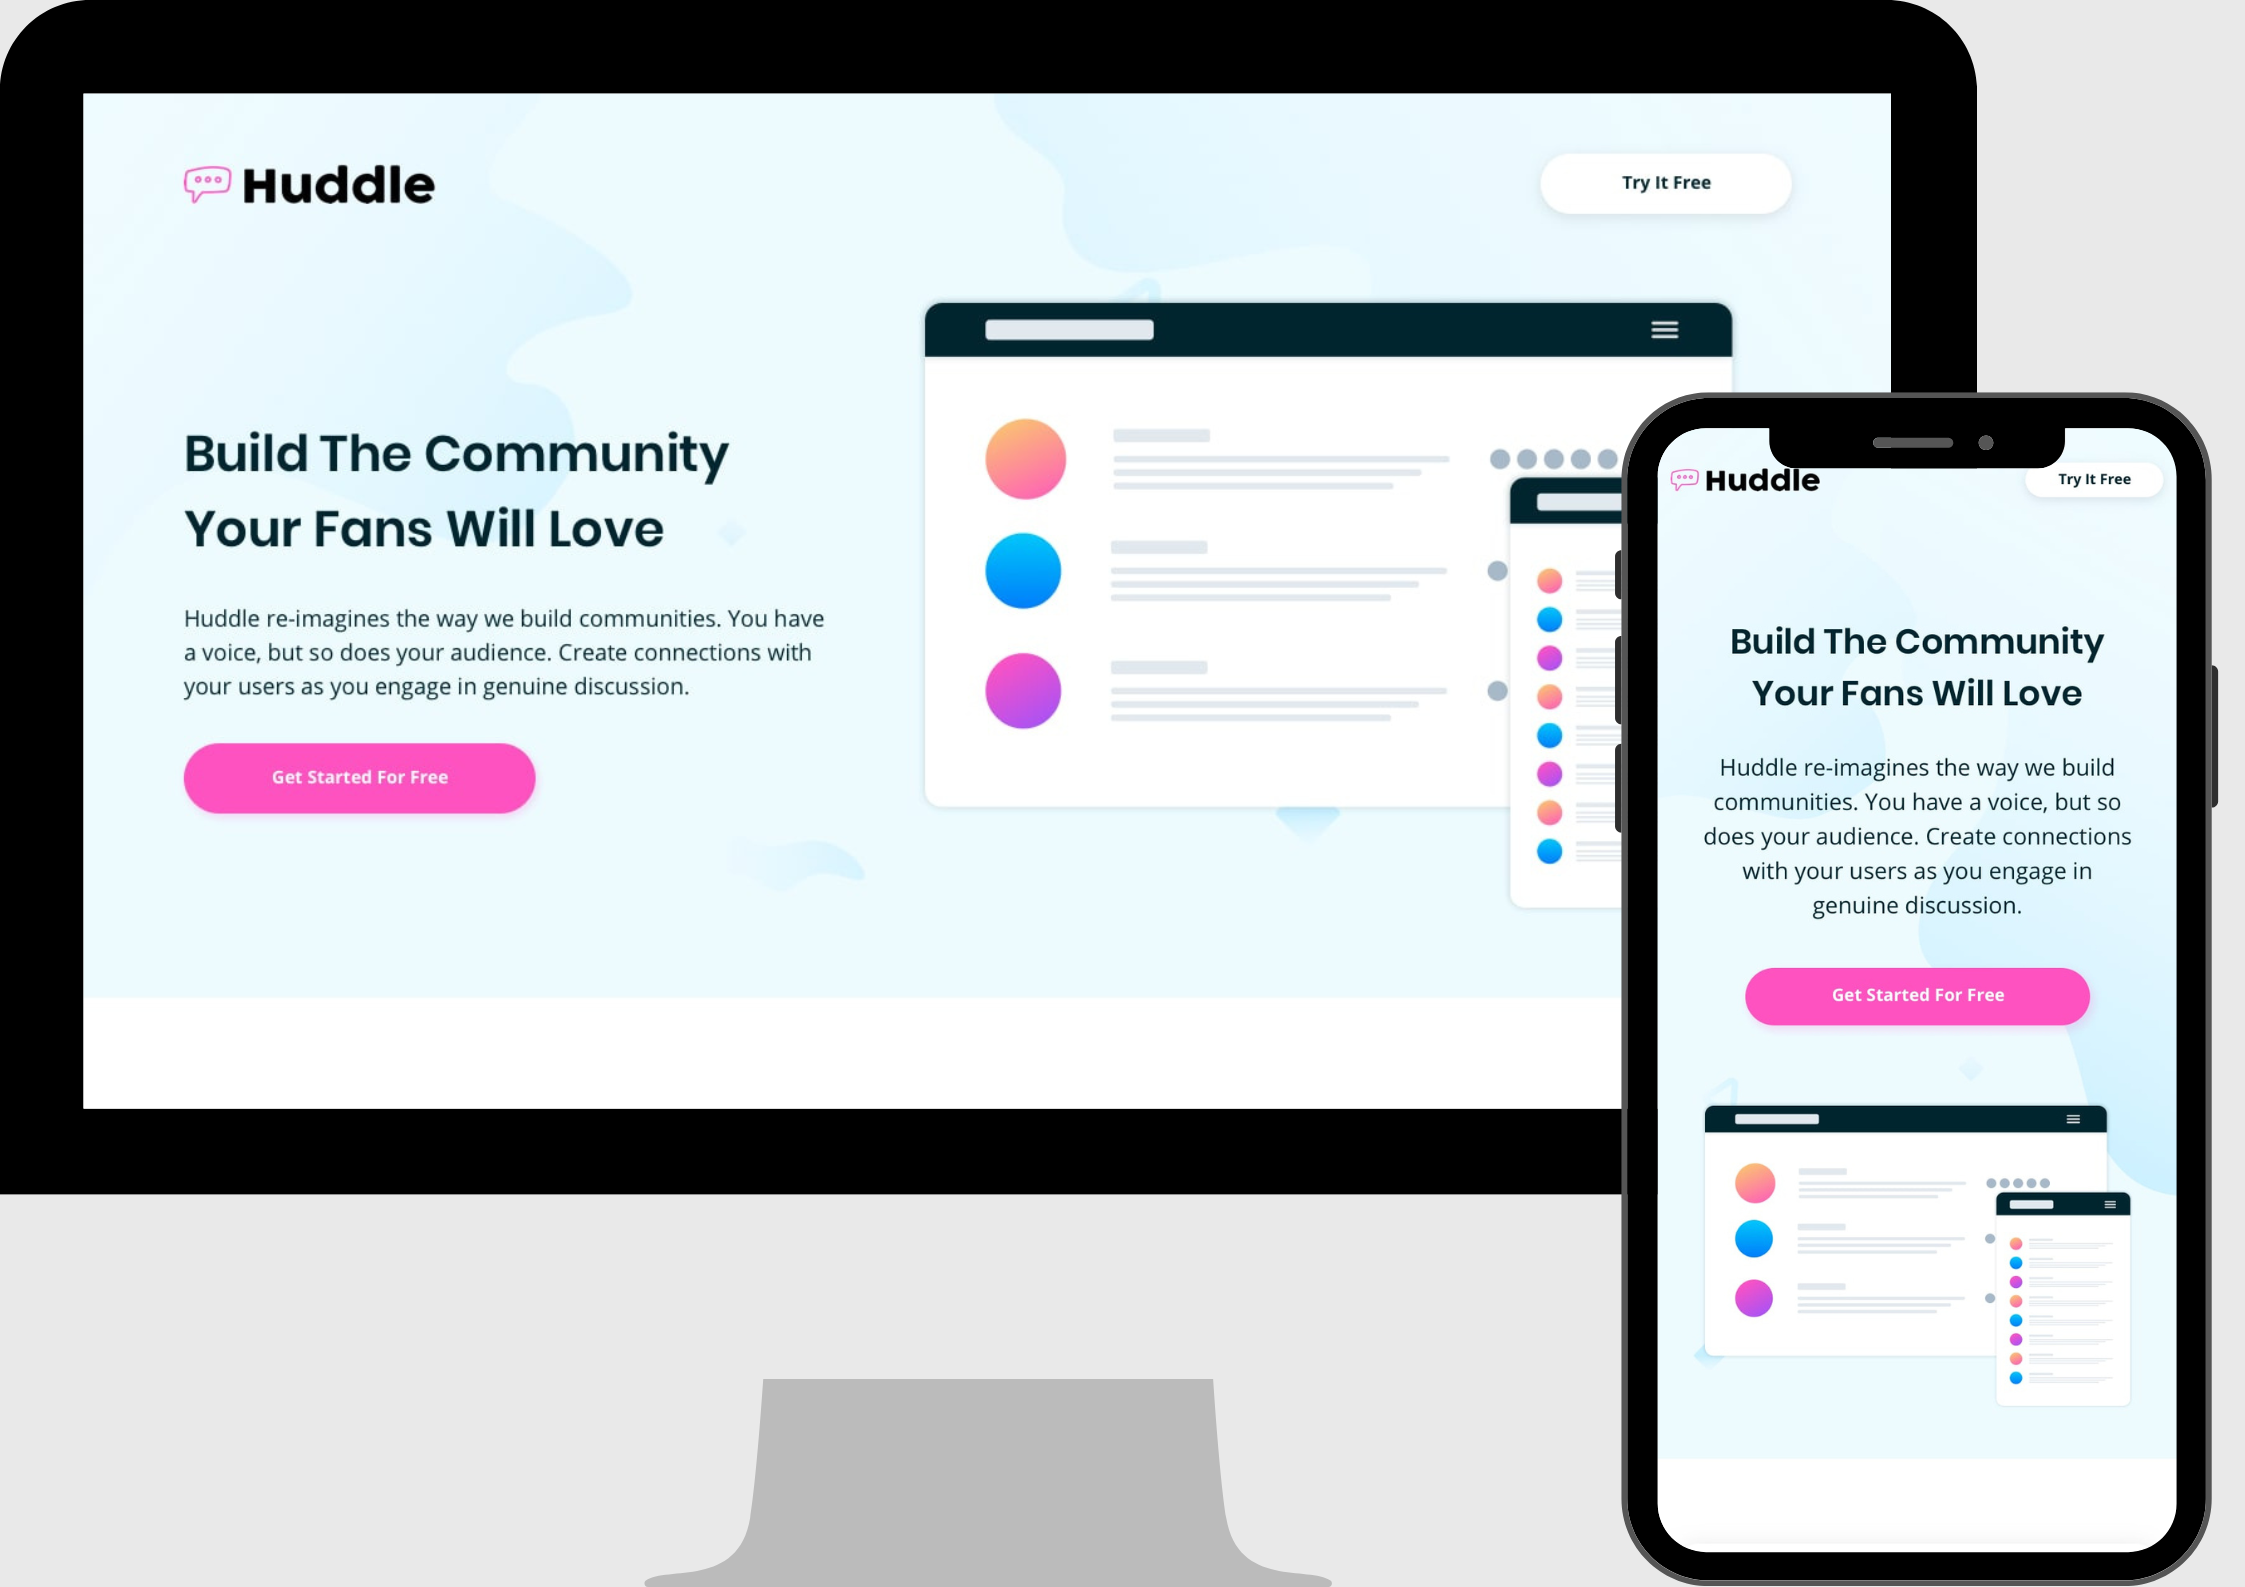 Huddle
Try It Free
Build The Community
Your Fans Will Love
Huddle re-imagines the way we build communities. You have
a voice, but so does your audience. Create connections with
your users as you engage in genuine discussion.
Get Started For Free
Huddle
Try It Free
Build The Community
Your Fans Will Love
Huddle re-imagines the way we build
communities. You have a voice, but so
does your audience. Create connections
with your users as you engage in
genuine discussion.
Get Started For Free